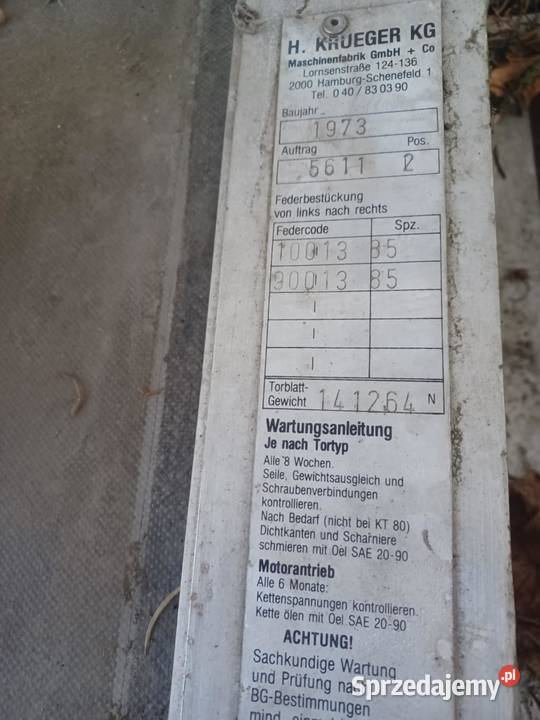 H. KRUEGER KG
Maschinenfabrik GmbH + Co
Lornsenstraße 124-136
2000 Hamburg-Schenefeld 1
Tel. 0 40 / 83 03 90
Baujahr
1973
Auftrag Pos.
5611 2
Federbestückung
von links nach rechts
Federcode Spz.
10013 85
90013 85
Torblatt-
Gewicht 141264 N
Wartungsanleitung
Je nach Tortyp
Alle 8 Wochen.
Seile, Gewichtsausgleich und
Schraubenverbindungen
kontrollieren.
Nach Bedarf (nicht bei KT 80)
Dichtkanten und Scharniere
schmieren mit Oel SAE 20-90
Motorantrieb
Alle 6 Monate:
Kettenspannungen kontrollieren.
Kette ölen mit Oel SAE 20-90
ACHTUNG!
Sachkundige Wartung
und Prüfung na
BG-Bestimmungen
Sprzedajemy.pl